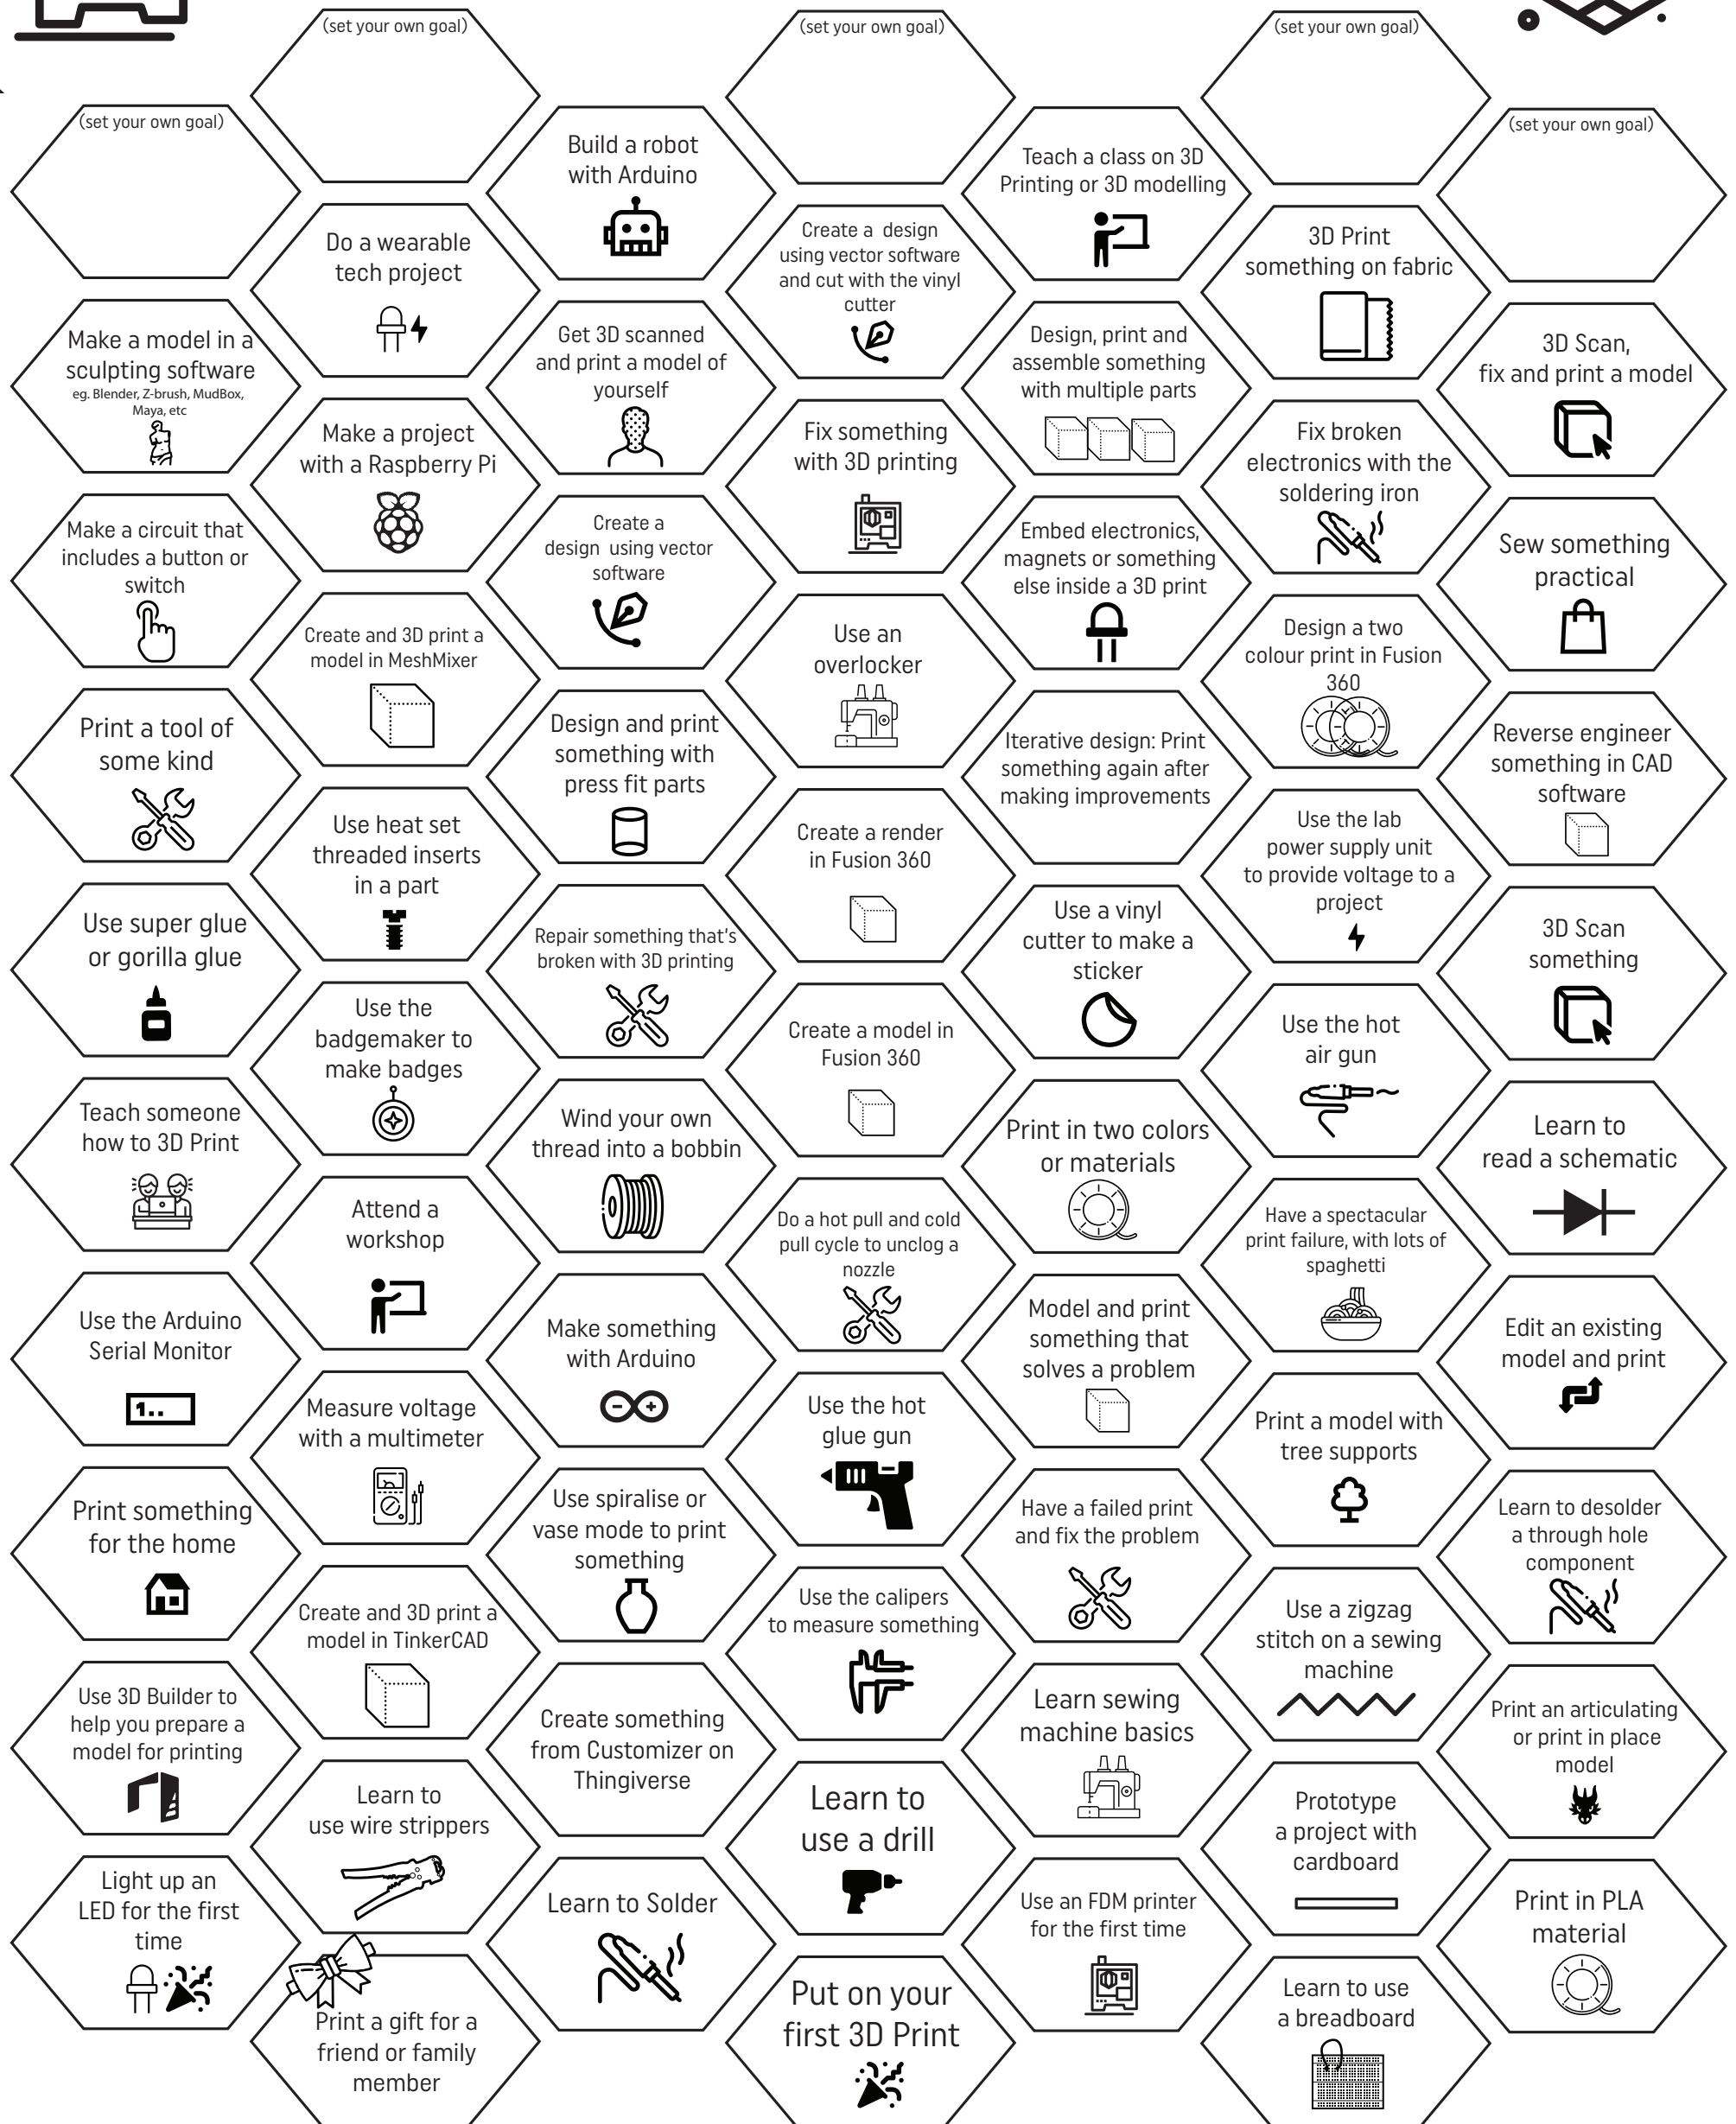 (set your own goal)
(set your own goal)
(set your own goal)
(set your own goal)
(set your own goal)
Build a robot
with Arduino
Teach a class on 3D
Printing or 3D modelling
Do a wearable
tech project
Create a design
using vector software
and cut with the vinyl
cutter
3D Print
something on fabric
Make a model in a
sculpting software
eg. Blender, Z-brush, MudBox,
Maya, etc
Get 3D scanned
and print a model of
yourself
Design, print and
assemble something
with multiple parts
3D Scan,
fix and print a model
Make a project
with a Raspberry Pi
Fix something
with 3D printing
Fix broken
electronics with the
soldering iron
Make a circuit that
includes a button or
switch
Create a
design using vector
software
Embed electronics,
magnets or something
else inside a 3D print
Sew something
practical
Create and 3D print a
model in MeshMixer
Use an
overlocker
Design a two
colour print in Fusion
360
Print a tool of
some kind
Design and print
something with
press fit parts
Iterative design: Print
something again after
making improvements
Reverse engineer
something in CAD
software
Use heat set
threaded inserts
in a part
Create a render
in Fusion 360
Use the lab
power supply unit
to provide voltage to a
project
Use super glue
or gorilla glue
Repair something that's
broken with 3D printing
Use a vinyl
cutter to make a
sticker
3D Scan
something
Use the
badgemaker to
make badges
Create a model in
Fusion 360
Use the hot
air gun
Teach someone
how to 3D Print
Wind your own
thread into a bobbin
Print in two colors
or materials
Learn to
read a schematic
Attend a
workshop
Do a hot pull and cold
pull cycle to unclog a
nozzle
Have a spectacular
print failure, with lots of
spaghetti
Use the Arduino
Serial Monitor
1..
Make something
with Arduino
Model and print
something that
solves a problem
Edit an existing
model and print
Measure voltage
with a multimeter
Use the hot
glue gun
Print a model with
tree supports
Print something
for the home
Use spiralise or
vase mode to print
something
Have a failed print
and fix the problem
Learn to desolder
a through hole
component
Create and 3D print a
model in TinkerCAD
Use the calipers
to measure something
Use a zigzag
stitch on a sewing
machine
Use 3D Builder to
help you prepare a
model for printing
Create something
from Customizer on
Thingiverse
Learn sewing
machine basics
Print an articulating
or print in place
model
Learn to
use wire strippers
Learn to
use a drill
Prototype
a project with
cardboard
Light up an
LED for the first
time
Learn to Solder
Use an FDM printer
for the first time
Print in PLA
material
Print a gift for a
friend or family
member
Put on your
first 3D Print
Learn to use
a breadboard